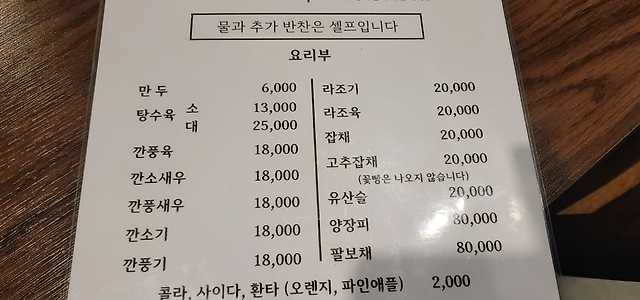 물과 추가 반찬은 셀프입니다
요리부
만 두 6,000
탕수육 소 13,000
대 25,000
깐풍육 18,000
깐소새우 18,000
깐풍새우 18,000
깐소기 18,000
깐풍기 18,000
라조기 20,000
라조육 20,000
잡채 20,000
고추잡채 20,000
(꽃빵은 나오지 않습니다)
유산슬 20,000
양장피 80,000
팔보채 80,000
콜라, 사이다, 환타 (오렌지, 파인애플) 2,000